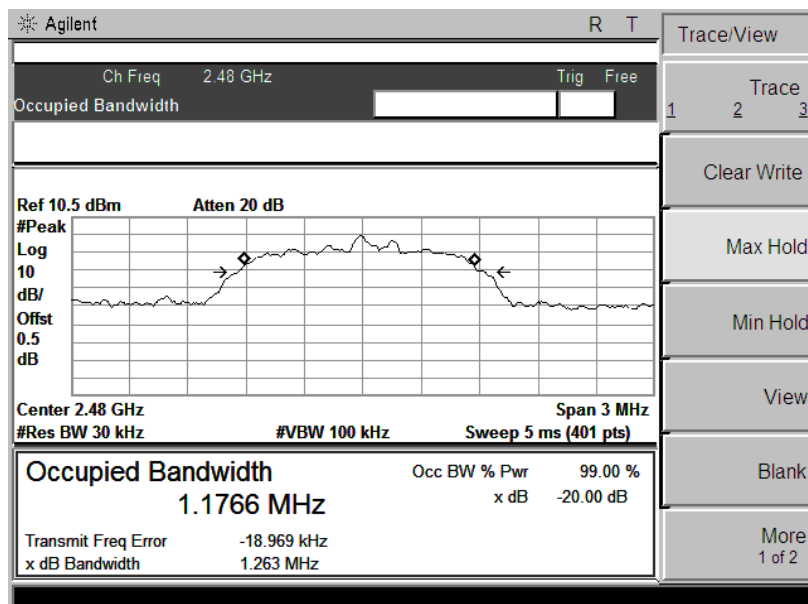 Agilent R T
Trace/View
Ch Freq 2.48 GHz Trig Free
Occupied Bandwidth
Trace
1 2 3
Clear Write
Max Hold
Min Hold
View
Blank
More
1 of 2
Ref 10.5 dBm Atten 20 dB
#Peak
Log
10
dB/
Offst
0.5
dB
Center 2.48 GHz Span 3 MHz
#Res BW 30 kHz #VBW 100 kHz Sweep 5 ms (401 pts)
Occupied Bandwidth
1.1766 MHz
Occ BW % Pwr 99.00 %
x dB -20.00 dB
Transmit Freq Error -18.969 kHz
x dB Bandwidth 1.263 MHz